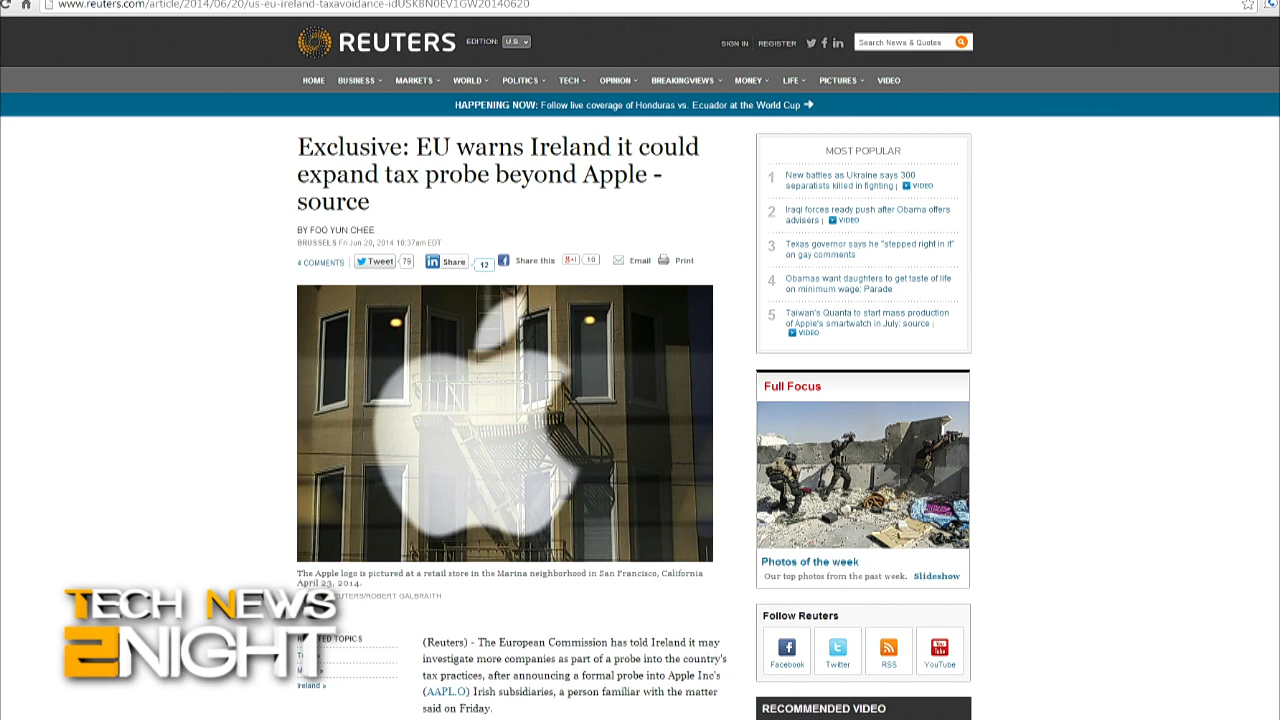 www.reuters.com/article/2014/06/20/us-eu-ireland-taxavoidance-idUSKBN0EV1GW20140620
REUTERS EDITION: U.S.
SIGN IN REGISTER Search News & Quotes
HOME BUSINESS MARKETS WORLD POLITICS TECH OPINION BREAKINGVIEWS MONEY LIFE PICTURES VIDEO
HAPPENING NOW: Follow live coverage of Honduras vs. Ecuador at the World Cup
Exclusive: EU warns Ireland it could
expand tax probe beyond Apple -
source
BY FOO YUN CHEE
BRUSSELS Fri Jun 20, 2014 10:37am EDT
4 COMMENTS Tweet 79 in Share 12 Share this g+1 10 Email Print
The Apple logo is pictured at a retail store in the Marina neighborhood in San Francisco, California
April 23, 2014.
REUTERS/ROBERT GALBRAITH
TOPICS
Ireland »
(Reuters) - The European Commission has told Ireland it may
investigate more companies as part of a probe into the country's
tax practices, after announcing a formal probe into Apple Inc's
(AAPL.O) Irish subsidiaries, a person familiar with the matter
said on Friday.
MOST POPULAR
1 New battles as Ukraine says 300
separatists killed in fighting | VIDEO
2 Iraqi forces ready push after Obama offers
advisers | VIDEO
3 Texas governor says he "stepped right in it"
on gay comments
4 Obamas want daughters to get taste of life
on minimum wage: Parade
5 Taiwan's Quanta to start mass production
of Apple's smartwatch in July: source |
VIDEO
Full Focus
Photos of the week
Our top photos from the past week. Slideshow
Follow Reuters
Facebook Twitter RSS YouTube
RECOMMENDED VIDEO
TECH NEWS
2NIGHT